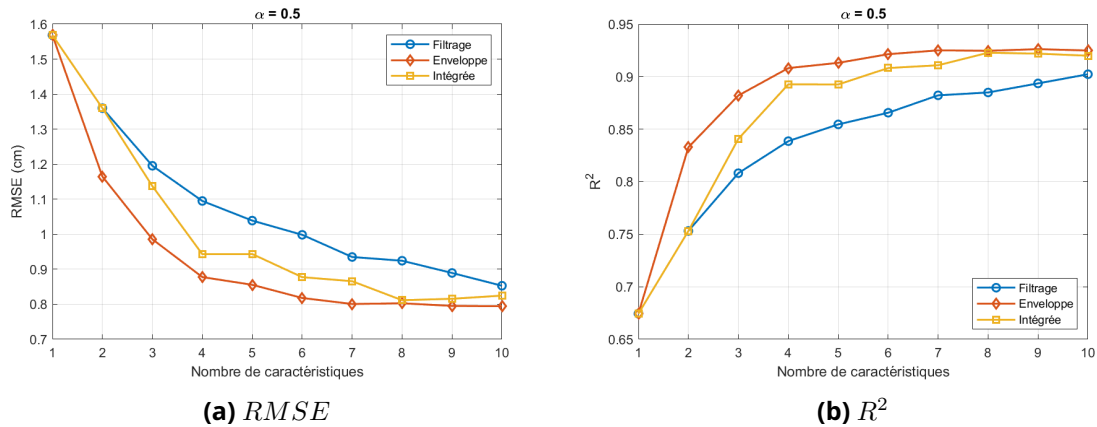 α = 0.5
1.6
1.5
1.4
1.3
1.2
1.1
1
0.9
0.8
0.7
RMSE (cm)
Filtrage
Enveloppe
Intégrée
1 2 3 4 5 6 7 8 9 10
Nombre de caractéristiques
(a) RMSE
α = 0.5
0.95
0.9
0.85
0.8
0.75
0.7
0.65
R²
Filtrage
Enveloppe
Intégrée
1 2 3 4 5 6 7 8 9 10
Nombre de caractéristiques
(b) R²